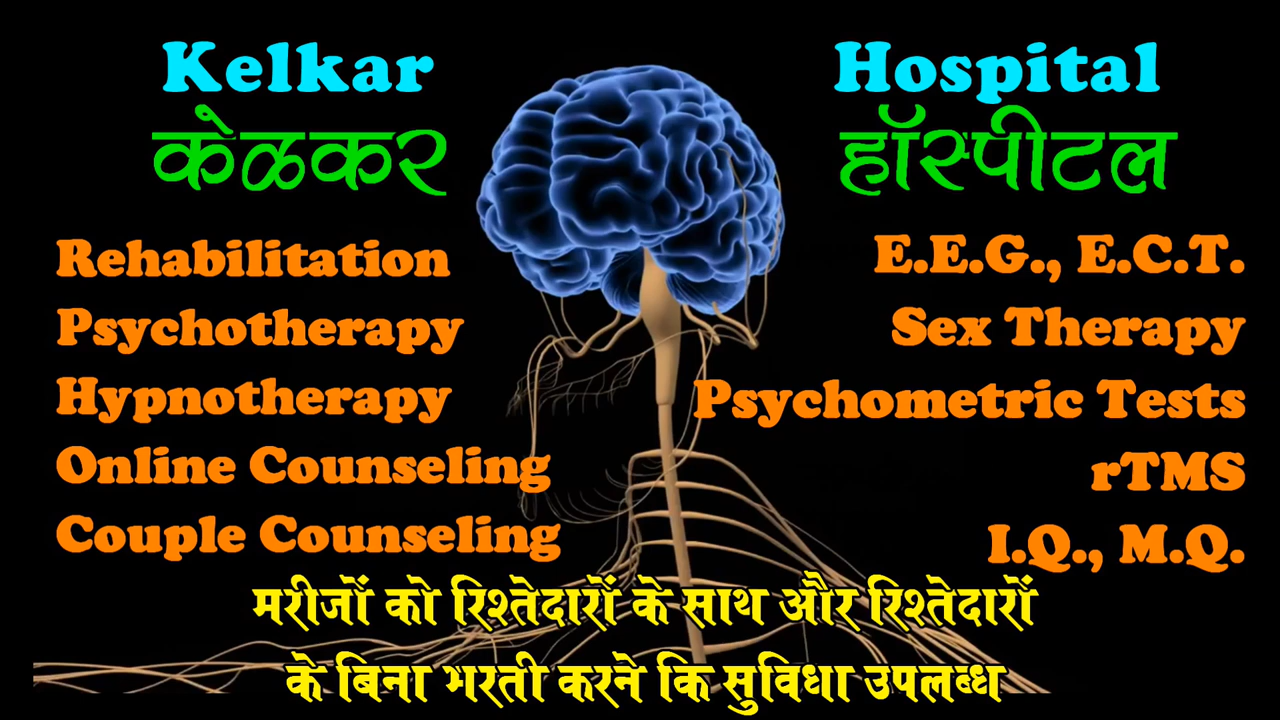 Kelkar Hospital
केळकर हॉस्पीटल
Rehabilitation
Psychotherapy
Hypnotherapy
Online Counseling
Couple Counseling
E.E.G., E.C.T.
Sex Therapy
Psychometric Tests
rTMS
I.Q., M.Q.
मरीजों को रिश्तेदारों के साथ और रिश्तेदारों
के बिना भरती करने कि सुविधा उपलब्ध